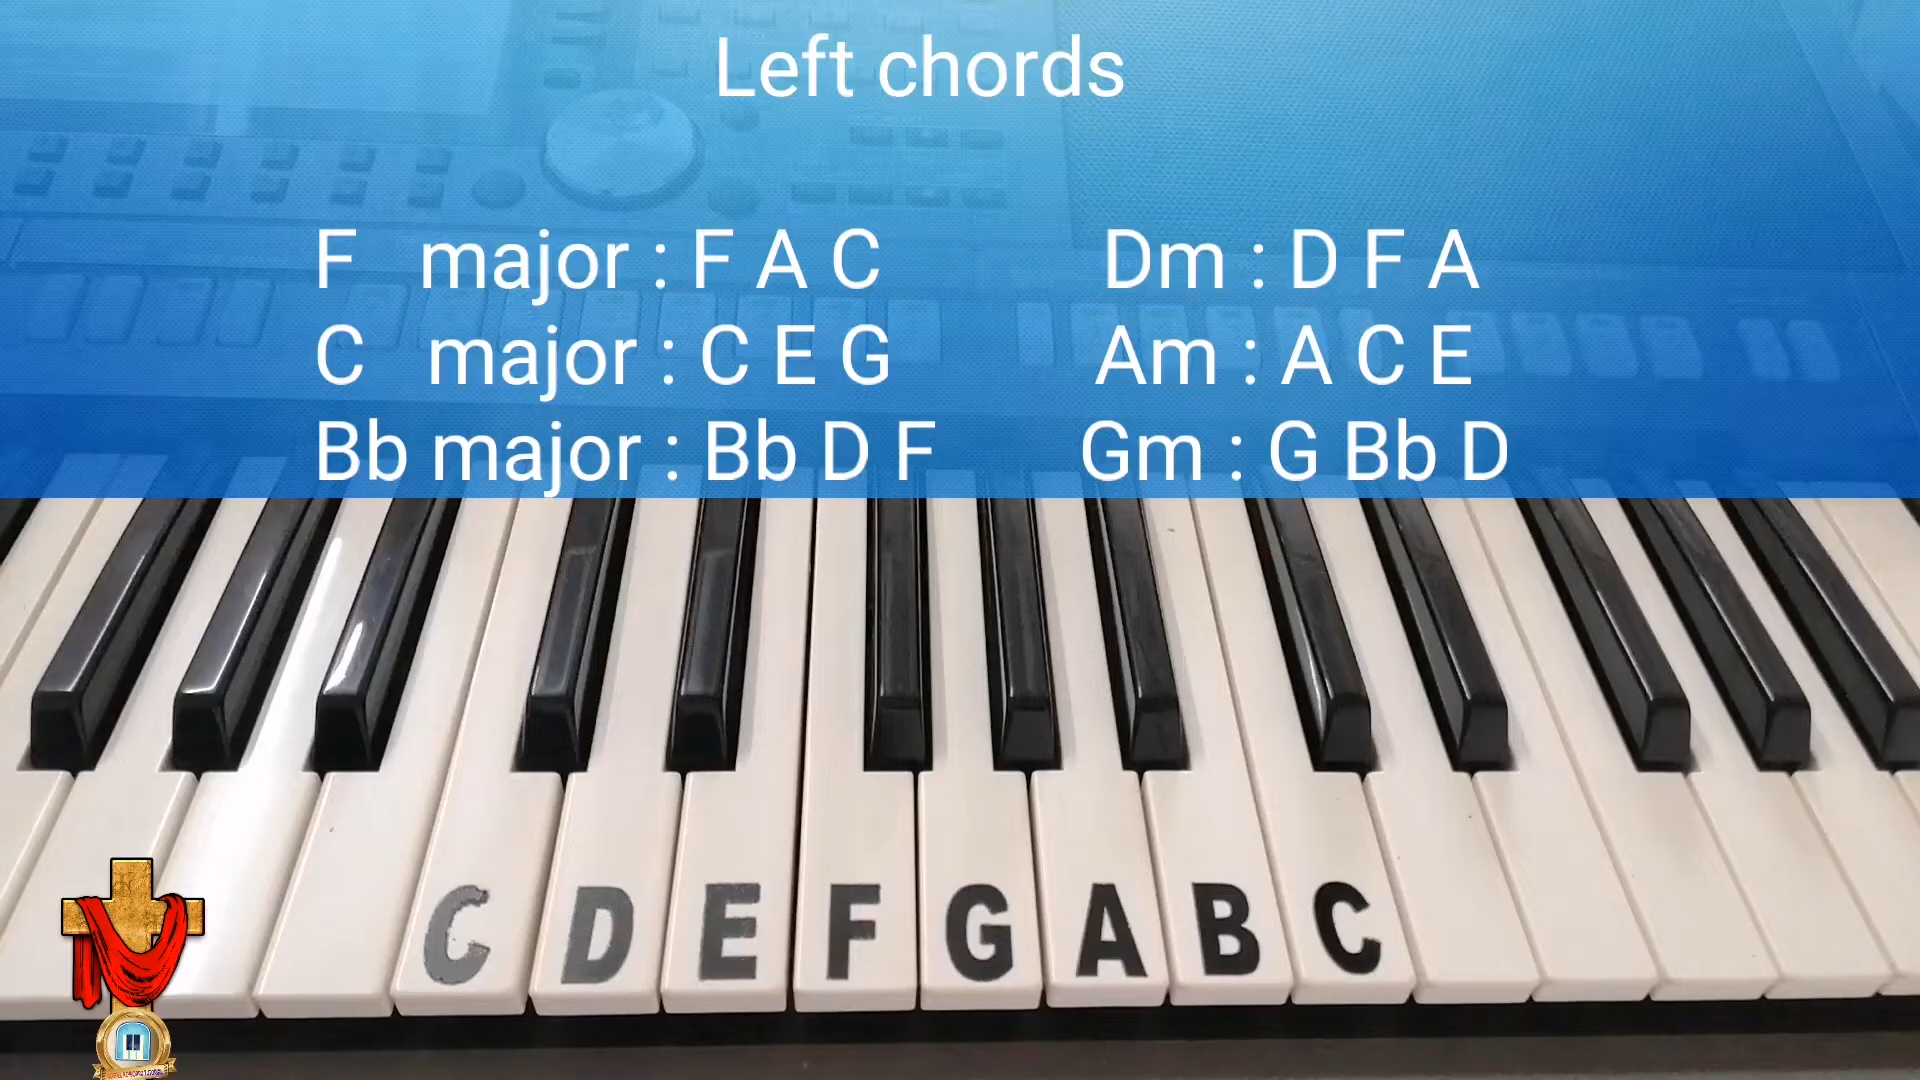 Left chords
F major : F A C Dm : D F A
C major : C E G Am : A C E
Bb major : Bb D F Gm : G Bb D
C D E F G A B C